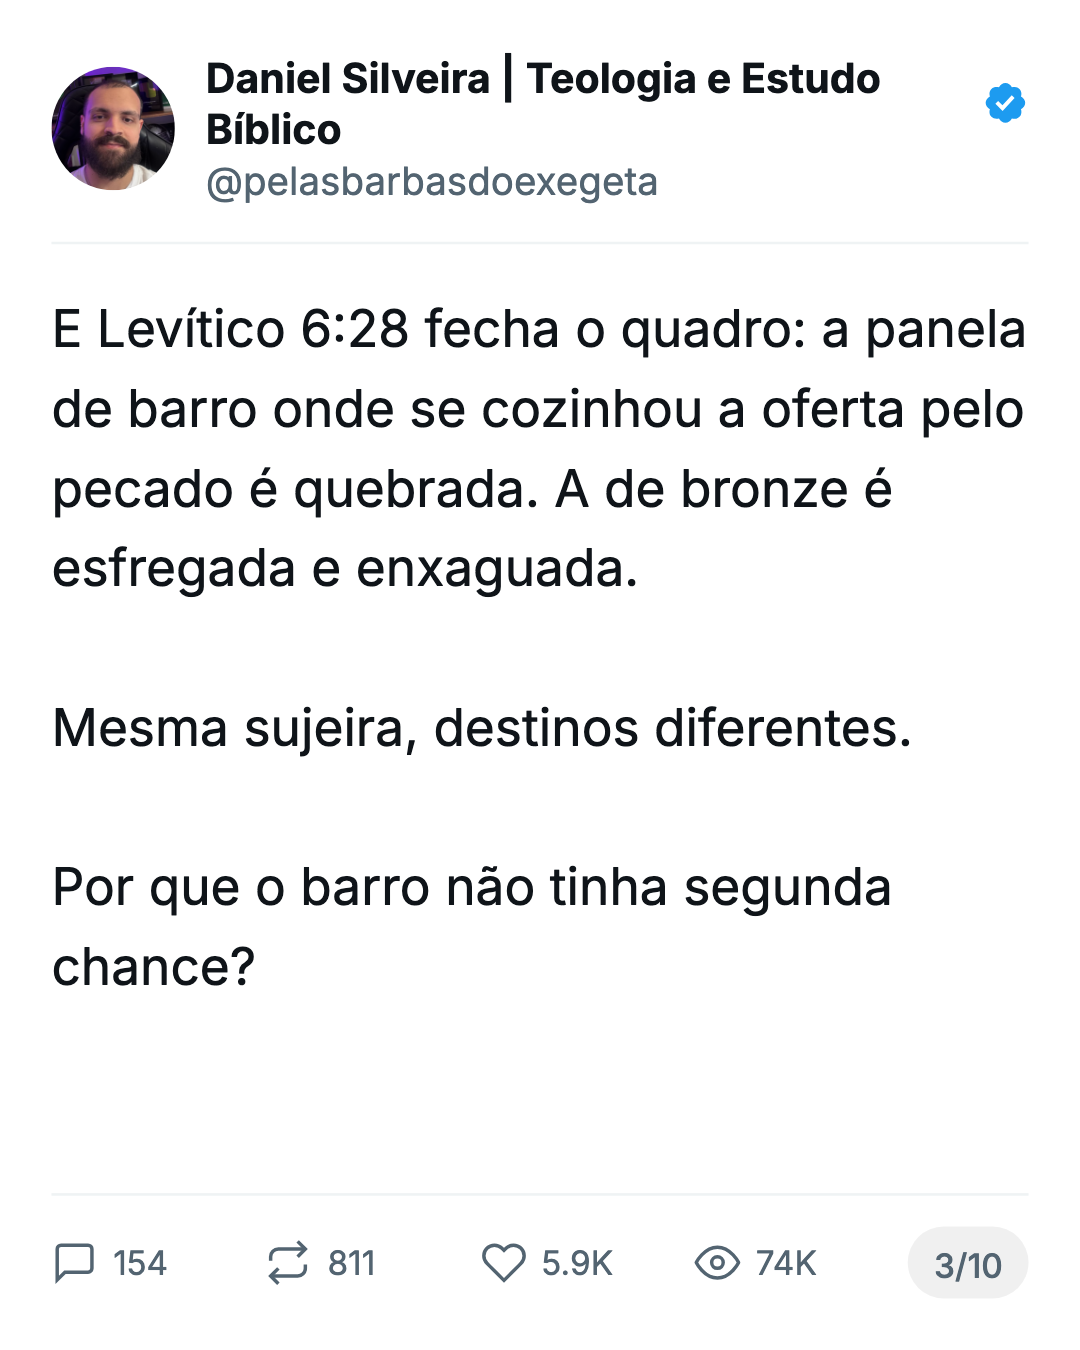 Daniel Silveira | Teologia e Estudo
Bíblico
@pelasbarbasdoexegeta
E Levítico 6:28 fecha o quadro: a panela
de barro onde se cozinhou a oferta pelo
pecado é quebrada. A de bronze é
esfregada e enxaguada.
Mesma sujeira, destinos diferentes.
Por que o barro não tinha segunda
chance?
154 811 5.9K 74K 3/10